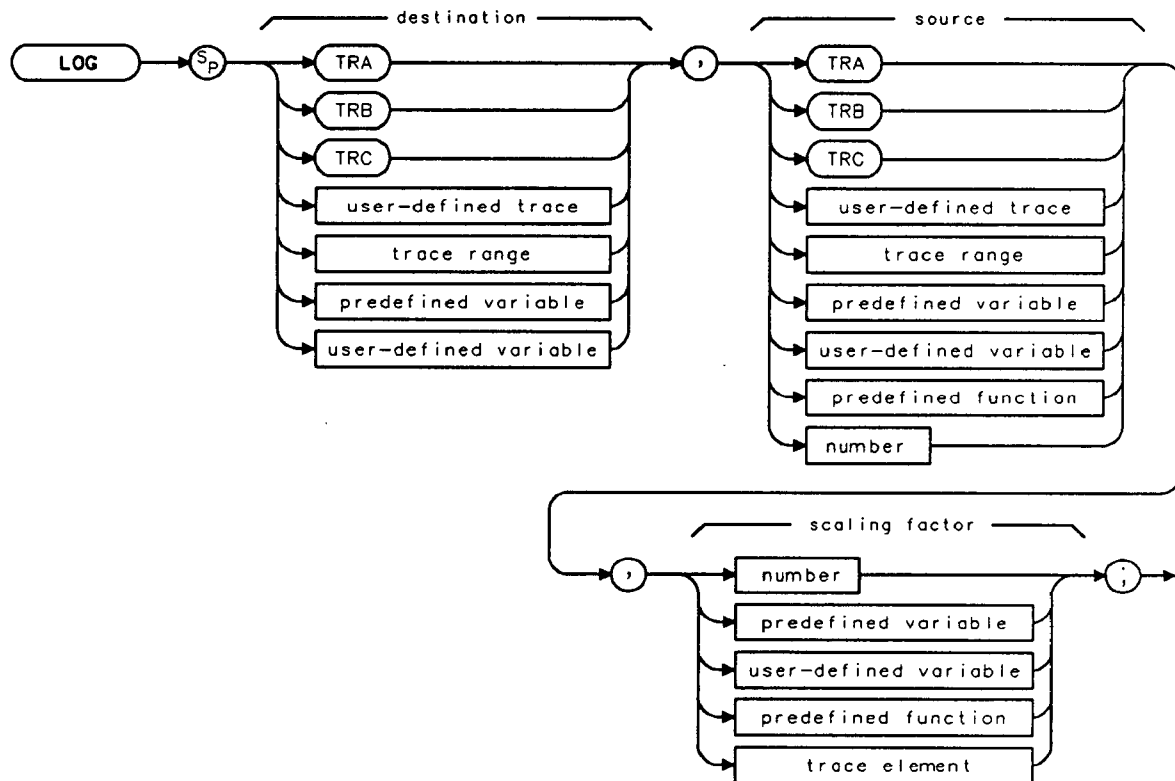 destination
source
LOG
SP
TRA
,
TRA
TRB
TRB
TRC
TRC
user-defined trace
user-defined trace
trace range
trace range
predefined variable
predefined variable
user-defined variable
user-defined variable
predefined function
number
scaling factor
,
number
;
predefined variable
user-defined variable
predefined function
trace element